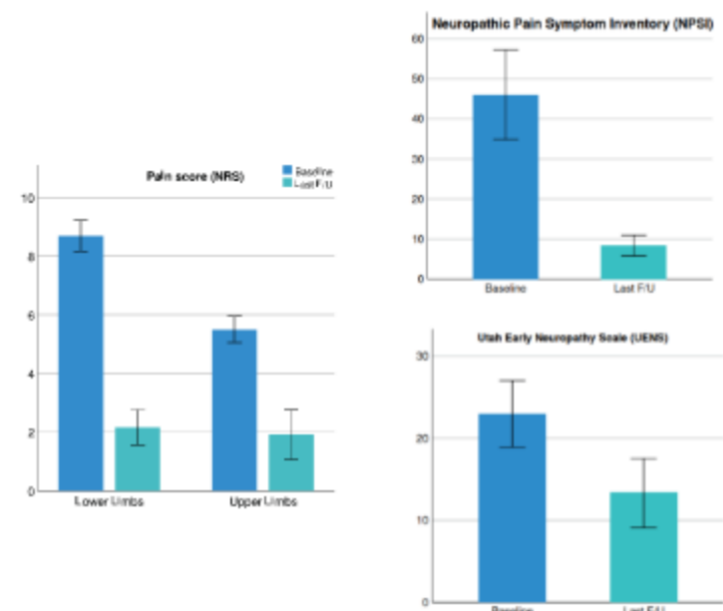 Pain score (NRS)
Baseline
Last F/U
10
8
6
4
2
0
Lower Limbs
Upper Limbs
Neuropathic Pain Symptom Inventory (NPSI)
60
50
40
30
20
10
0
Baseline
Last F/U
Utah Early Neuropathy Scale (UENS)
30
20
10
0
Baseline
Last F/U